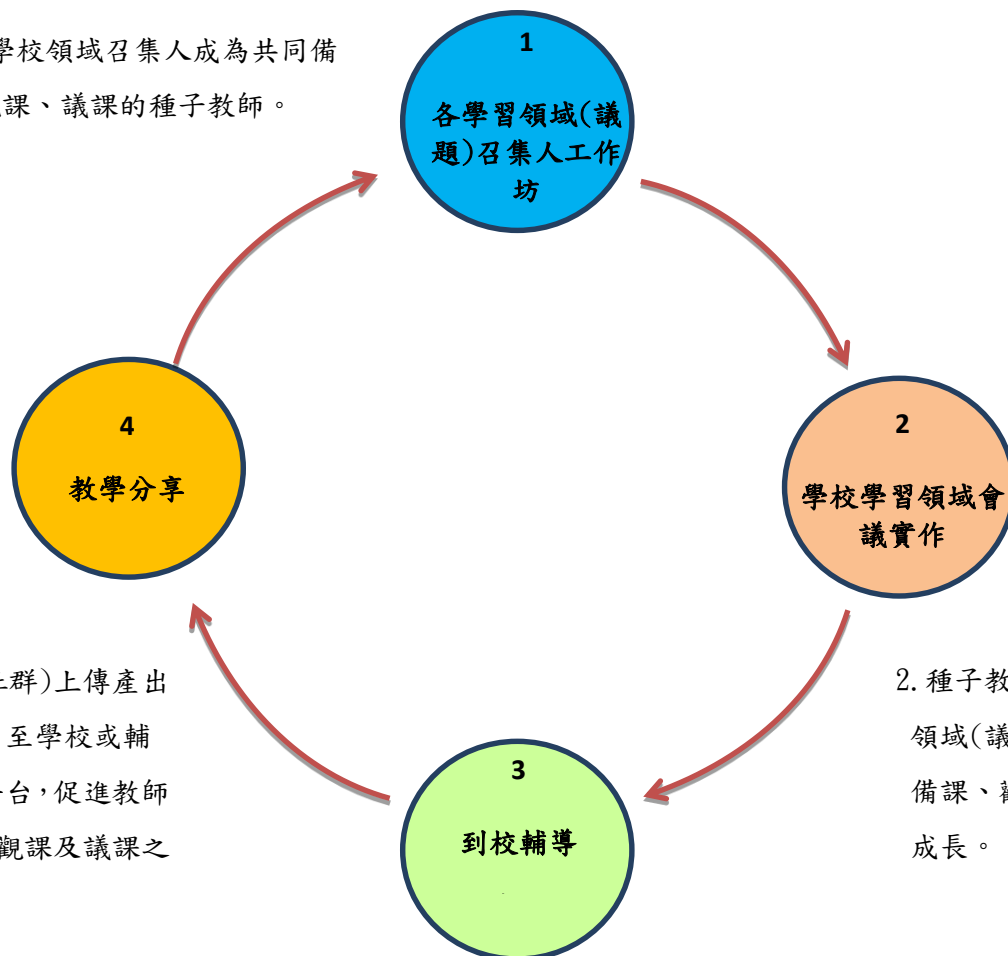 學校領域召集人成為共同備
課、議課的種子教師。
1
各學習領域(議
題)召集人工作
坊
2
學校學習領域會
議實作
3
到校輔導
4
教學分享
群)上傳產出
至學校或輔
台,促進教師
觀課及議課之
2.種子教
領域(議
備課、
成長。